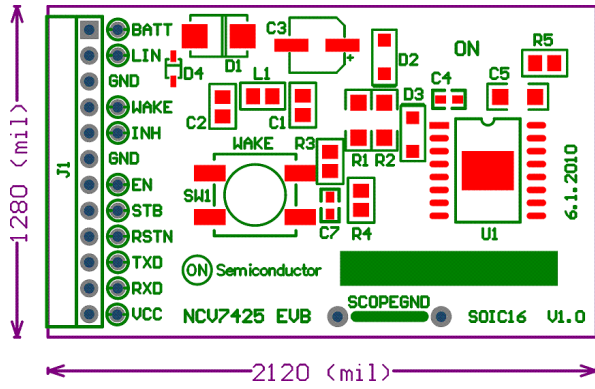 BATT
LIN
GND
WAKE
INH
GND
EN
STB
RSTN
TXD
RXD
VCC
J1
1280 (mil)
D4
D1
C3
+
D2
ON
R5
L1
C2
C1
C4
C5
D3
R1 R2
WAKE
R3
SW1
C7
R4
U1
6.1.2010
ON Semiconductor
SCOPEGND
NCV7425 EVB
SOIC16 V1.0
2120 (mil)